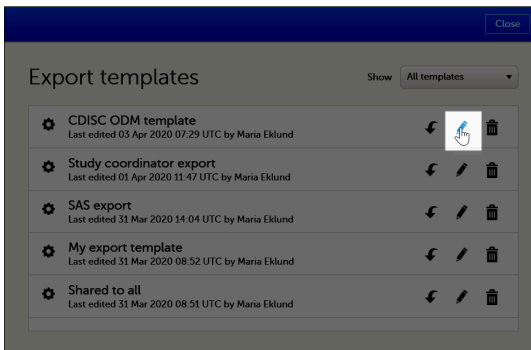 Close
Export templates
Show All templates
CDISC ODM template
Last edited 03 Apr 2020 07:29 UTC by Maria Eklund
Study coordinator export
Last edited 01 Apr 2020 11:47 UTC by Maria Eklund
SAS export
Last edited 31 Mar 2020 14:04 UTC by Maria Eklund
My export template
Last edited 31 Mar 2020 08:52 UTC by Maria Eklund
Shared to all
Last edited 31 Mar 2020 08:51 UTC by Maria Eklund